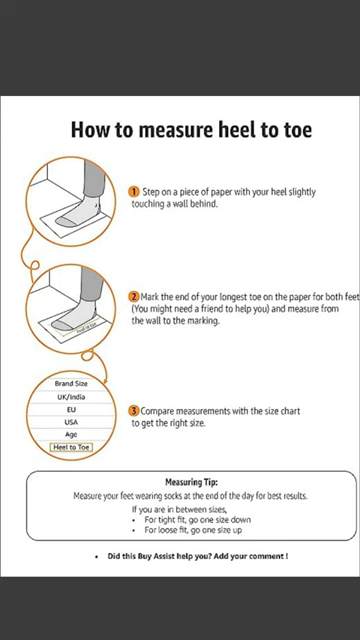 How to measure heel to toe
1 Step on a piece of paper with your heel slightly
touching a wall behind.
heel to toe
2 Mark the end of your longest toe on the paper for both feet
(You might need a friend to help you) and measure from
the wall to the marking.
Brand Size
UK/India
EU
USA
Age
Heel to Toe
3 Compare measurements with the size chart
to get the right size.
Measuring Tip:
Measure your feet wearing socks at the end of the day for best results.
If you are in between sizes,
• For tight fit, go one size down
• For loose fit, go one size up
• Did this Buy Assist help you? Add your comment !